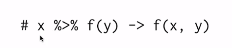 # x %>% f(y) -> f(x, y)